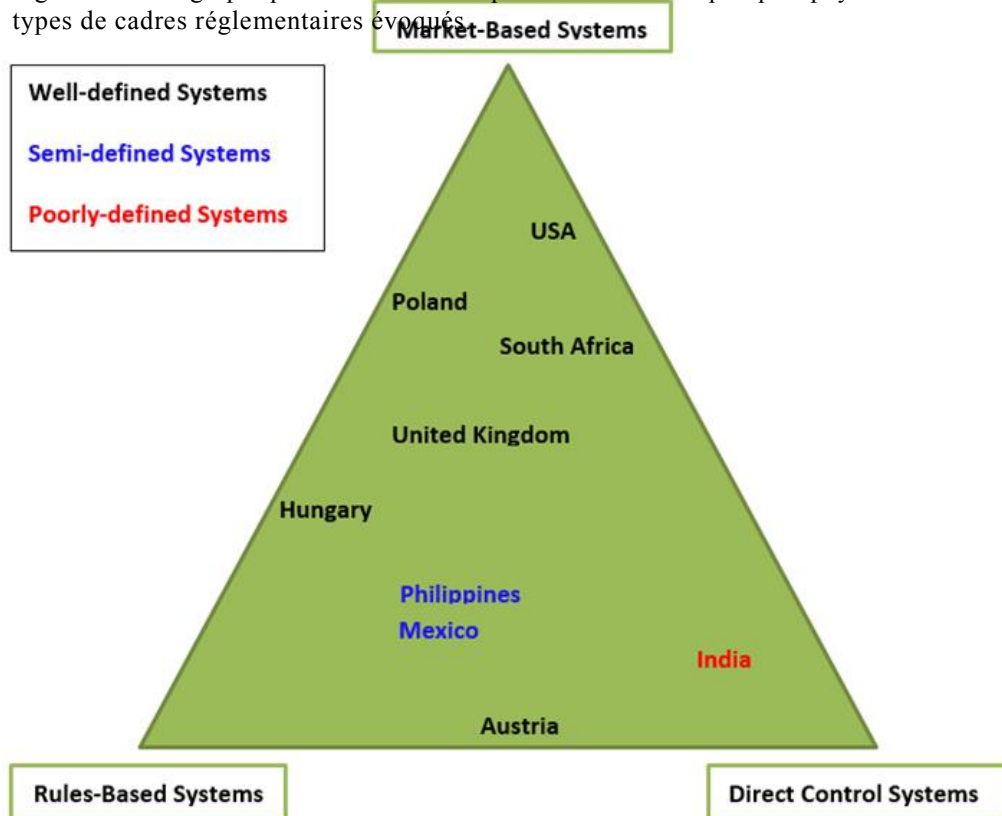 types de cadres réglementaires évoqués
Market-Based Systems
Well-defined Systems
Semi-defined Systems
Poorly-defined Systems
USA
Poland
South Africa
United Kingdom
Hungary
Philippines
Mexico
India
Austria
Rules-Based Systems
Direct Control Systems